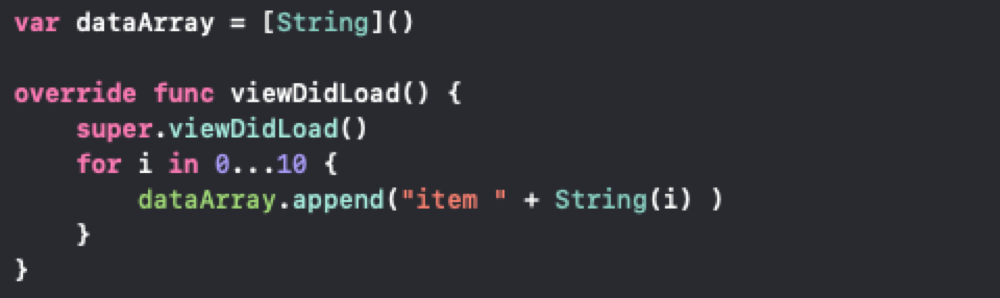 var dataArray = [String]()
override func viewDidLoad() {
super.viewDidLoad()
for i in 0...10 {
dataArray.append("item " + String(i) )
}
}